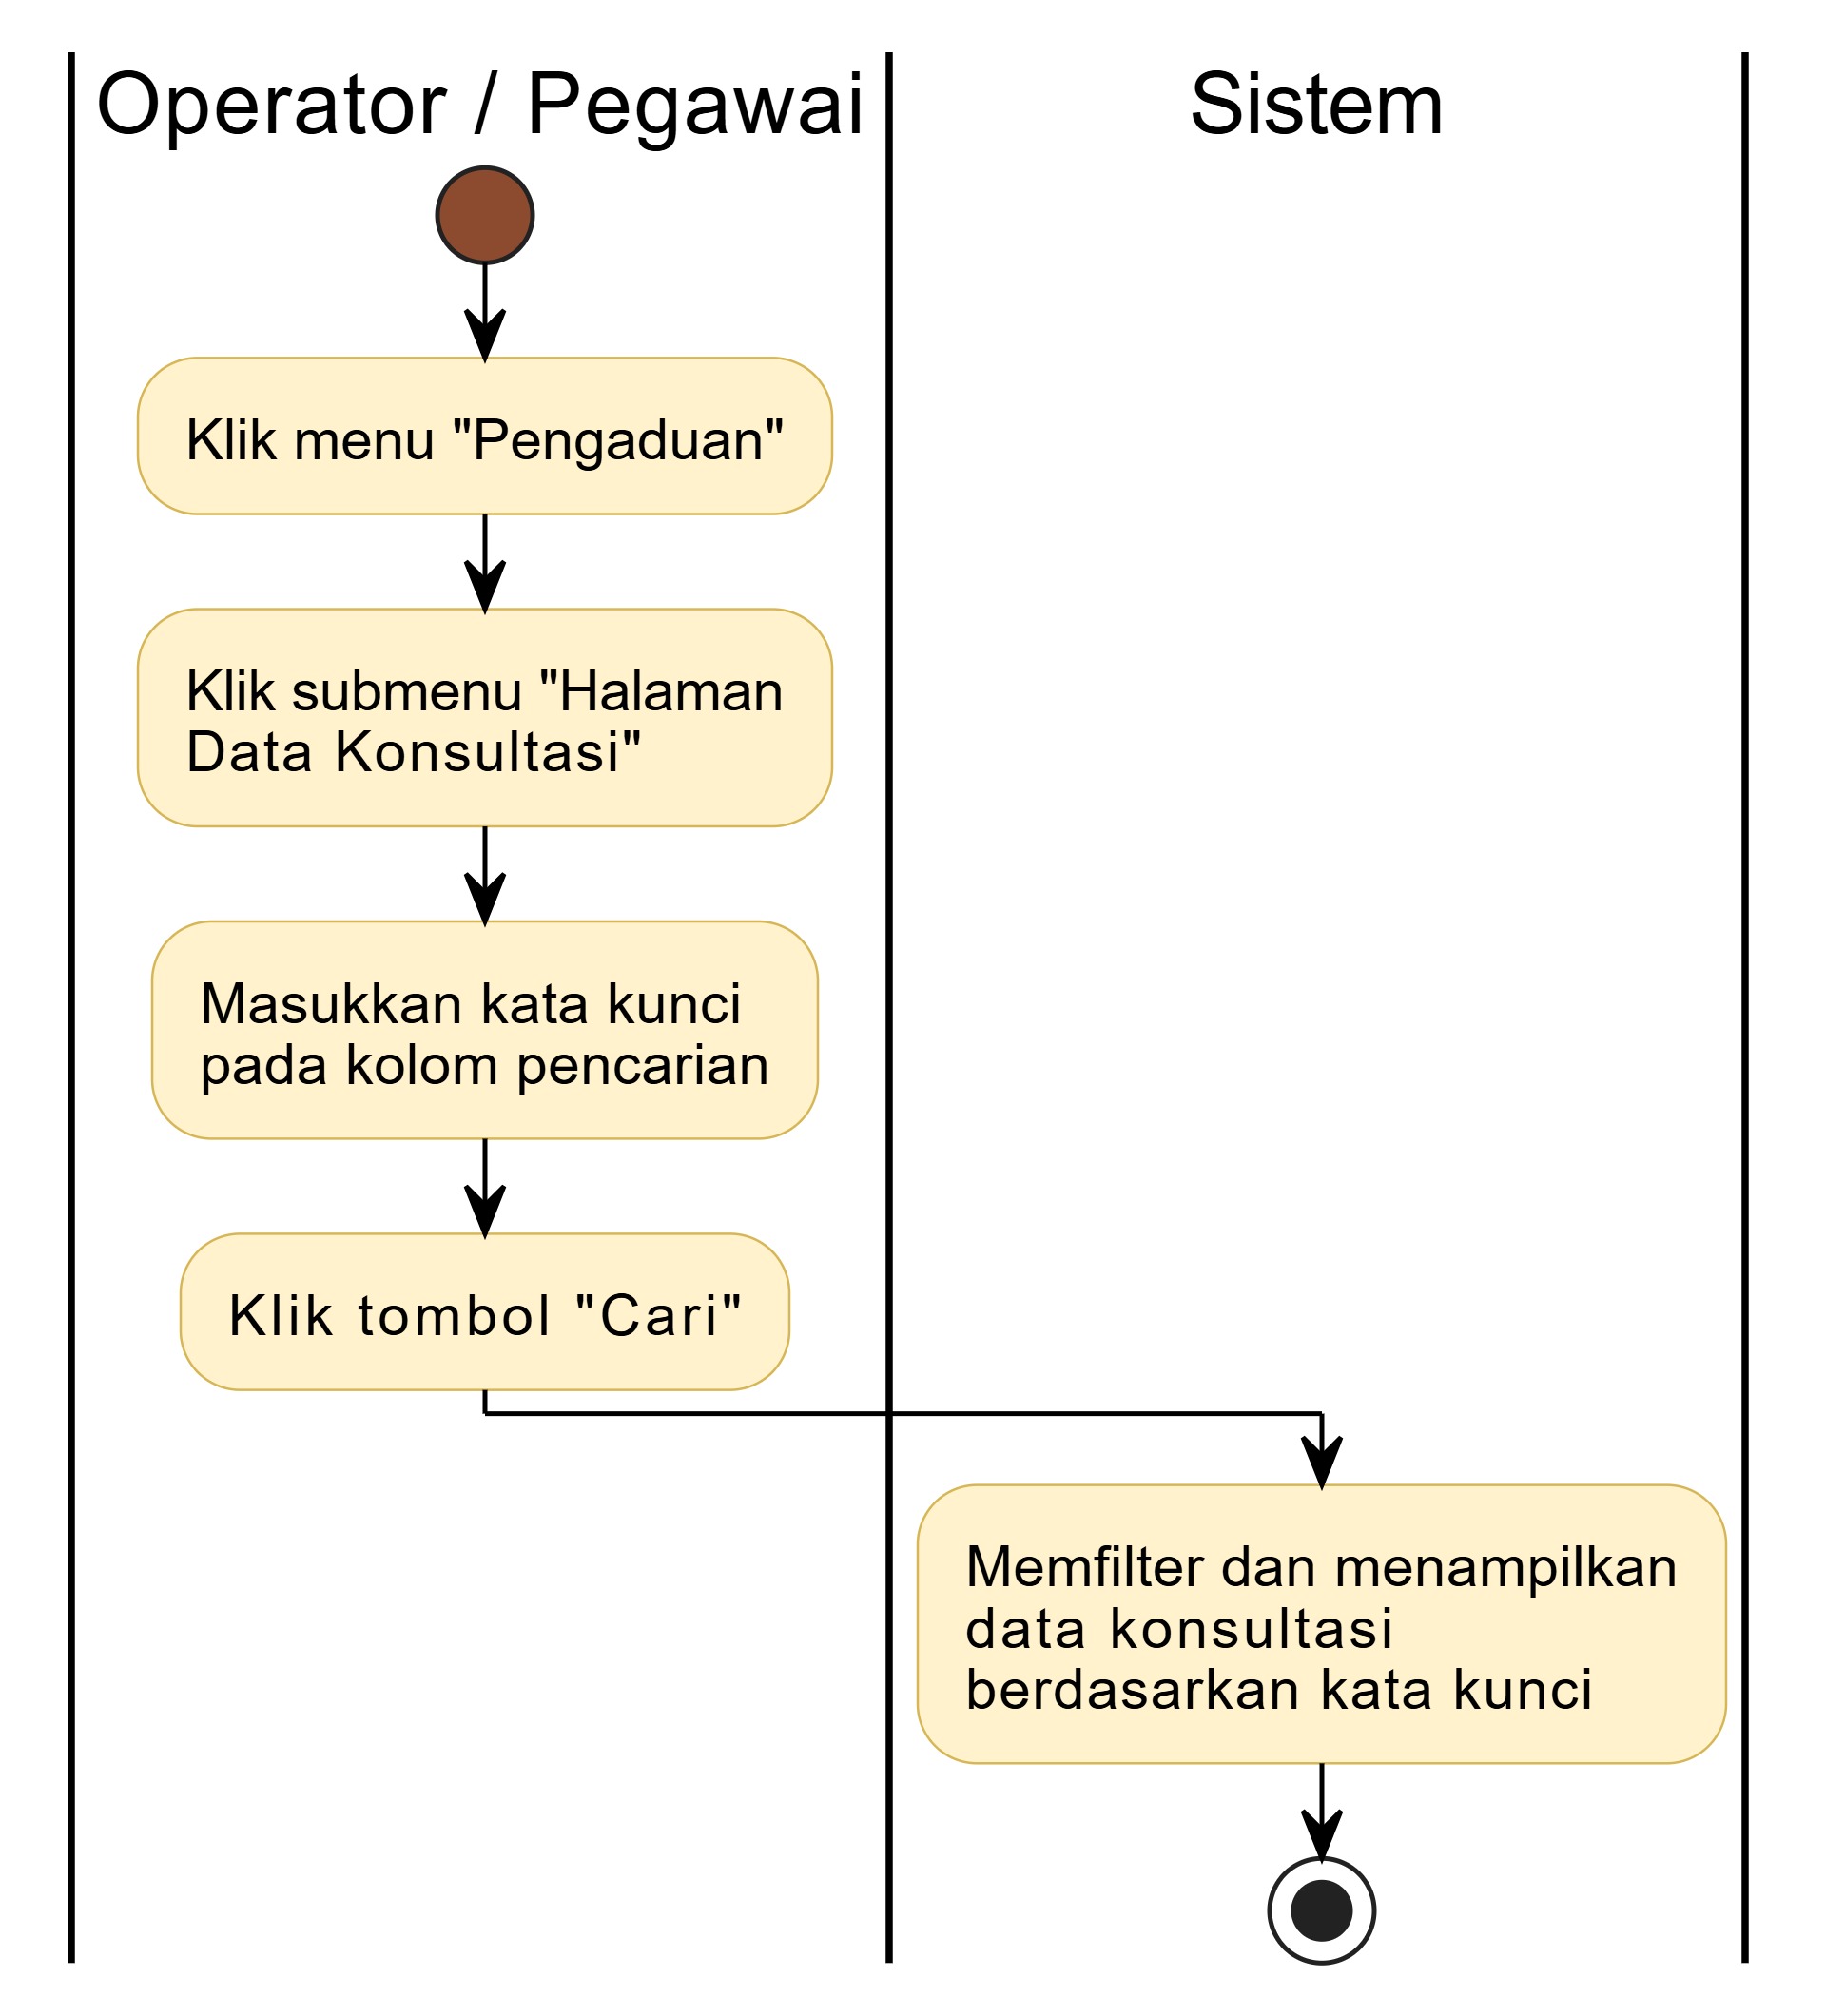 Operator / Pegawai
Sistem
Klik menu "Pengaduan"
Klik submenu "Halaman
Data Konsultasi"
Masukkan kata kunci
pada kolom pencarian
Klik tombol "Cari"
Memfilter dan menampilkan
data konsultasi
berdasarkan kata kunci